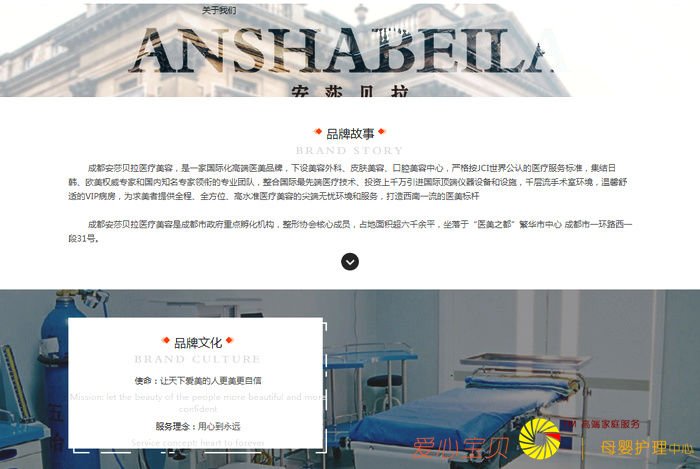 关于我们
ANSHABEILA
安莎贝拉
品牌故事
BRAND STORY
成都安莎贝拉医疗美容，是一家国际化高端医美品牌，下设美容外科、皮肤美容、口腔美容中心，严格按JCI世界公认的医疗服务标准，集结日
韩、欧美权威专家和国内知名专家领衔的专业团队，整合国际最先端医疗技术、投资上千万引进国际顶端仪器设备和设施，千层流手术室环境，温馨舒
适的VIP病房，为求美者提供全程、全方位、高水准医疗美容的尖端无忧环境和服务，打造西南一流的医美标杆
成都安莎贝拉医疗美容是成都市政府重点孵化机构，整形协会核心成员，占地面积超六千余平，坐落于“医美之都”繁华市中心 成都市一环路西一
段31号。
品牌文化
BRAND CULTURE
使命：让天下爱美的人更美更自信
Mission: let the beauty of the people more beautiful and more
confident
服务理念：用心到永远
Service concept: heart to forever
M 高端家庭服务
爱心宝贝
母婴护理中心